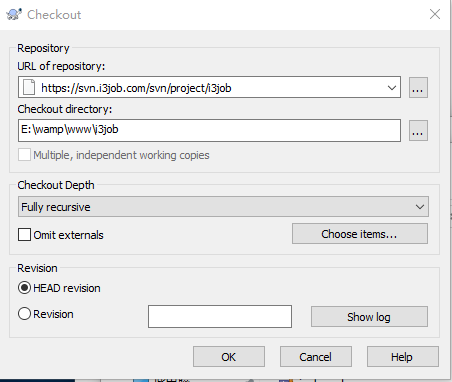 Checkout
Repository
URL of repository:
https://svn.i3job.com/svn/project/i3job
...
Checkout directory:
E:\wamp\www\i3job
...
Multiple, independent working copies
Checkout Depth
Fully recursive
Omit externals
Choose items...
Revision
HEAD revision
Revision
Show log
OK
Cancel
Help